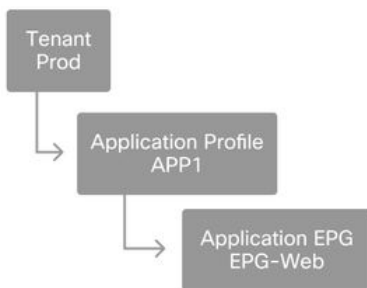 Tenant
Prod
Application Profile
APP1
Application EPG
EPG-Web